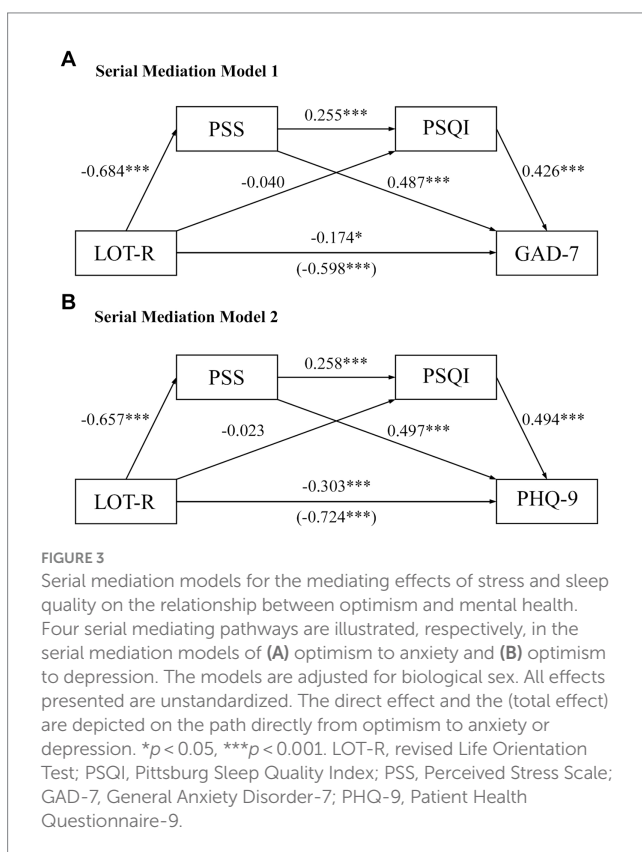 A
Serial Mediation Model 1
0.255***
PSS
PSQI
-0.684***
-0.040
0.487***
0.426***
-0.174*
LOT-R
GAD-7
(-0.598***)
B
Serial Mediation Model 2
0.258***
PSS
PSQI
-0.657***
-0.023
0.497***
0.494***
-0.303***
LOT-R
PHQ-9
(-0.724***)
FIGURE 3
Serial mediation models for the mediating effects of stress and sleep
quality on the relationship between optimism and mental health.
Four serial mediating pathways are illustrated, respectively, in the
serial mediation models of (A) optimism to anxiety and (B) optimism
to depression. The models are adjusted for biological sex. All effects
presented are unstandardized. The direct effect and the (total effect)
are depicted on the path directly from optimism to anxiety or
depression. *p < 0.05, ***p < 0.001. LOT-R, revised Life Orientation
Test; PSQI, Pittsburg Sleep Quality Index; PSS, Perceived Stress Scale;
GAD-7, General Anxiety Disorder-7; PHQ-9, Patient Health
Questionnaire-9.